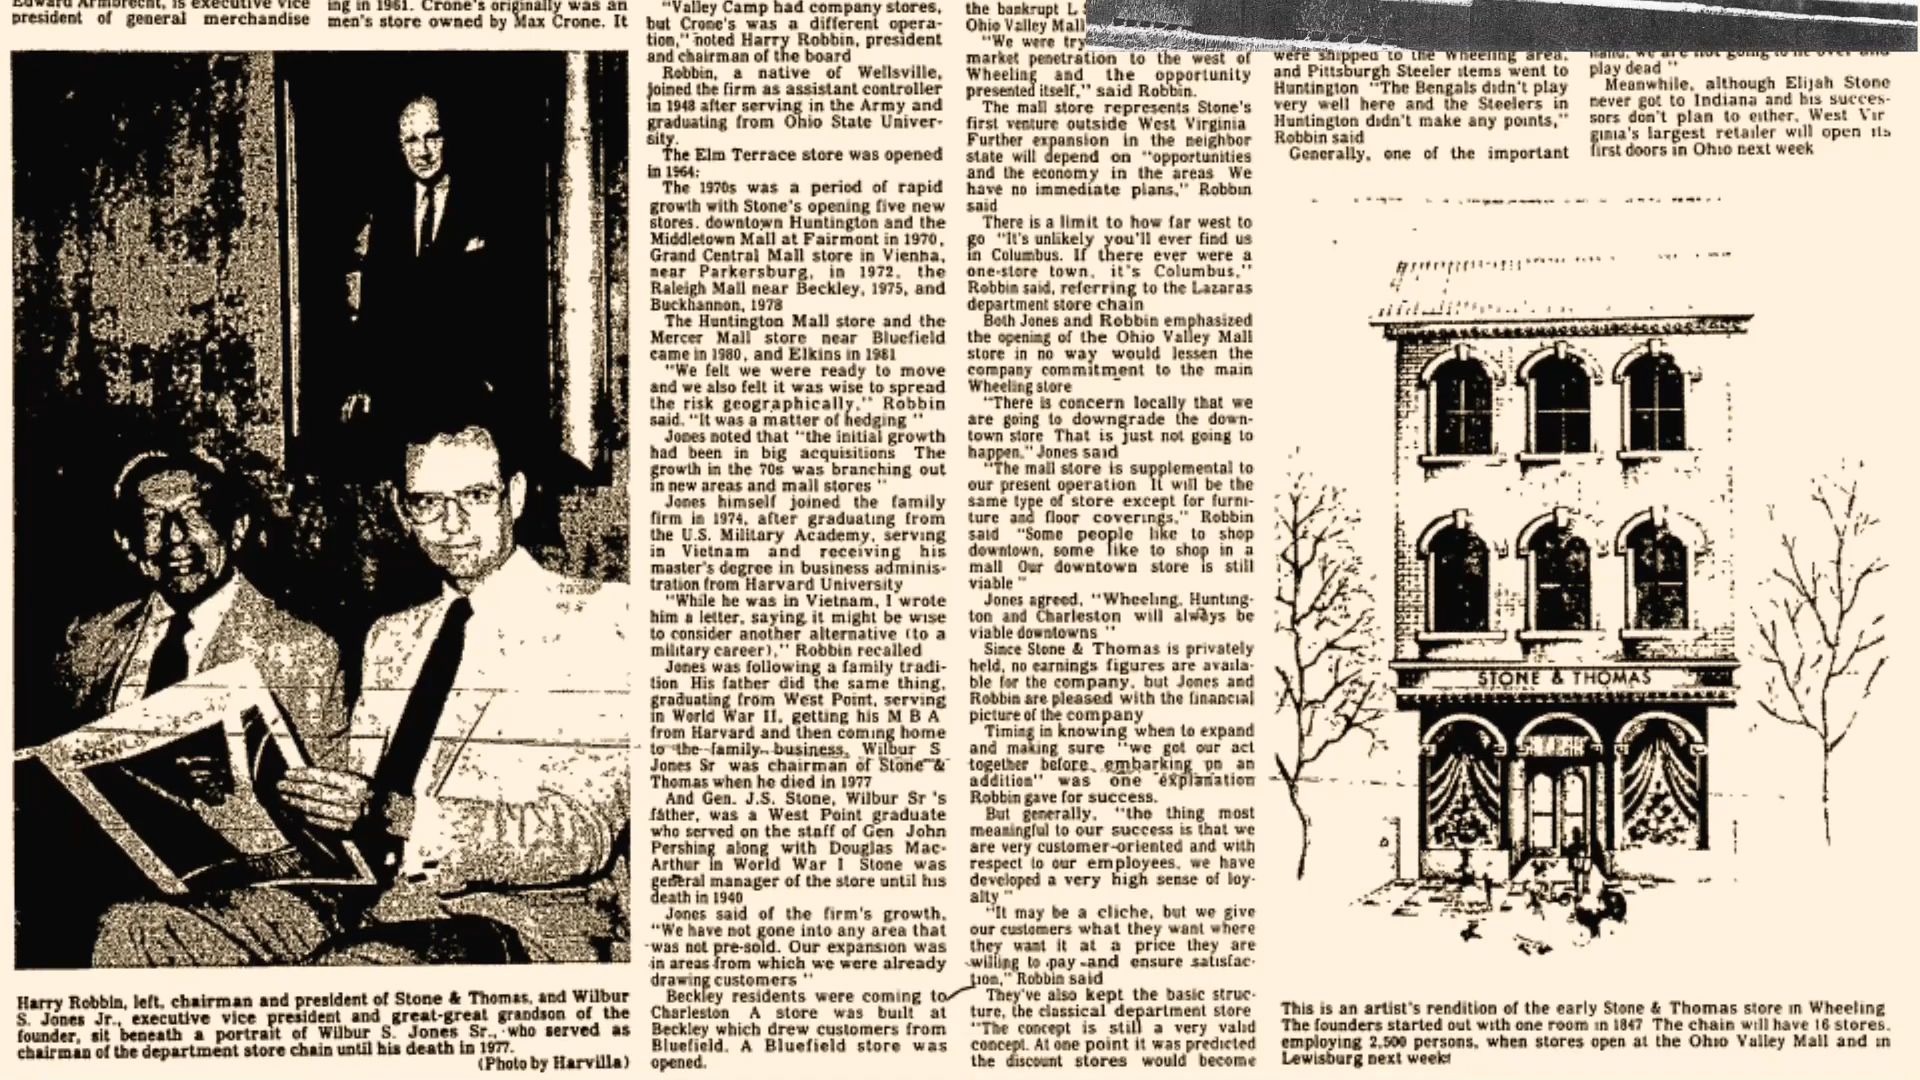 Edward Armbrecht, is executive vice
president of general merchandise
ing in 1961. Crone's originally was an
men's store owned by Max Crone. It
Harry Robbin, left, chairman and president of Stone & Thomas, and Wilbur
S. Jones Jr., executive vice president and great-great grandson of the
founder, sit beneath a portrait of Wilbur S. Jones Sr., who served as
chairman of the department store chain until his death in 1977.
(Photo by Harvilla)
"Valley Camp had company stores,
but Crone's was a different opera-
tion," noted Harry Robbin, president
and chairman of the board
Robbin, a native of Wellsville,
joined the firm as assistant controller
in 1948 after serving in the Army and
graduating from Ohio State Univer-
sity.
The Elm Terrace store was opened
in 1964:
The 1970s was a period of rapid
growth with Stone's opening five new
stores. downtown Huntington and the
Middletown Mall at Fairmont in 1970,
Grand Central Mall store in Vienna,
near Parkersburg, in 1972, the
Raleigh Mall near Beckley, 1975, and
Buckhannon, 1978
The Huntington Mall store and the
Mercer Mall store near Bluefield
came in 1980, and Elkins in 1981
"We felt we were ready to move
and we also felt it was wise to spread
the risk geographically," Robbin
said. "It was a matter of hedging "
Jones noted that "the initial growth
had been in big acquisitions The
growth in the 70s was branching out
in new areas and mall stores "
Jones himself joined the family
firm in 1974, after graduating from
the U.S. Military Academy, serving
in Vietnam and receiving his
master's degree in business adminis-
tration from Harvard University
"While he was in Vietnam, I wrote
him a letter, saying it might be wise
to consider another alternative (to a
military career)," Robbin recalled
Jones was following a family tradi-
tion His father did the same thing,
graduating from West Point, serving
in World War II, getting his M B A
from Harvard and then coming home
to the family business, Wilbur S
Jones Sr was chairman of Stone &
Thomas when he died in 1977
And Gen. J.S. Stone, Wilbur Sr 's
father, was a West Point graduate
who served on the staff of Gen John
Pershing along with Douglas Mac-
Arthur in World War I Stone was
general manager of the store until his
death in 1940
Jones said of the firm's growth,
"We have not gone into any area that
was not pre-sold. Our expansion was
in areas from which we were already
drawing customers "
Beckley residents were coming to
Charleston A store was built at
Beckley which drew customers from
Bluefield. A Bluefield store was
opened.
the bankrupt L S
Ohio Valley Mall
"We were try
market penetration to the west of
Wheeling and the opportunity
presented itself," said Robbin.
The mall store represents Stone's
first venture outside West Virginia
Further expansion in the neighbor
state will depend on "opportunities
and the economy in the areas We
have no immediate plans," Robbin
said
There is a limit to how far west to
go "It's unlikely you'll ever find us
in Columbus. If there ever were a
one-store town, it's Columbus,"
Robbin said, referring to the Lazaras
department store chain
Both Jones and Robbin emphasized
the opening of the Ohio Valley Mall
store in no way would lessen the
company commitment to the main
Wheeling store
"There is concern locally that we
are going to downgrade the down-
town store That is just not going to
happen," Jones said
"The mall store is supplemental to
our present operation It will be the
same type of store except for furni-
ture and floor coverings," Robbin
said "Some people like to shop
downtown, some like to shop in a
mall Our downtown store is still
viable "
Jones agreed, "Wheeling, Hunting-
ton and Charleston will always be
viable downtowns "
Since Stone & Thomas is privately
held, no earnings figures are availa-
ble for the company, but Jones and
Robbin are pleased with the financial
picture of the company
Timing in knowing when to expand
and making sure "we got our act
together before embarking on an
addition" was one explanation
Robbin gave for success.
But generally, "the thing most
meaningful to our success is that we
are very customer-oriented and with
respect to our employees, we have
developed a very high sense of loy-
alty "
"It may be a cliche, but we give
our customers what they want where
they want it at a price they are
willing to pay and ensure satisfac-
tion," Robbin said
They've also kept the basic struc-
ture, the classical department store
"The concept is still a very valid
concept. At one point it was predicted
the discount stores would become
were shipped to the Wheeling area,
and Pittsburgh Steeler items went to
Huntington "The Bengals didn't play
very well here and the Steelers in
Huntington didn't make any points,"
Robbin said
Generally, one of the important
hand, we are not going to lie over and
play dead "
Meanwhile, although Elijah Stone
never got to Indiana and his succes-
sors don't plan to either, West Vir
ginia's largest retailer will open its
first doors in Ohio next week
STONE & THOMAS
This is an artist's rendition of the early Stone & Thomas store in Wheeling
The founders started out with one room in 1847 The chain will have 16 stores.
employing 2,500 persons, when stores open at the Ohio Valley Mall and in
Lewisburg next week